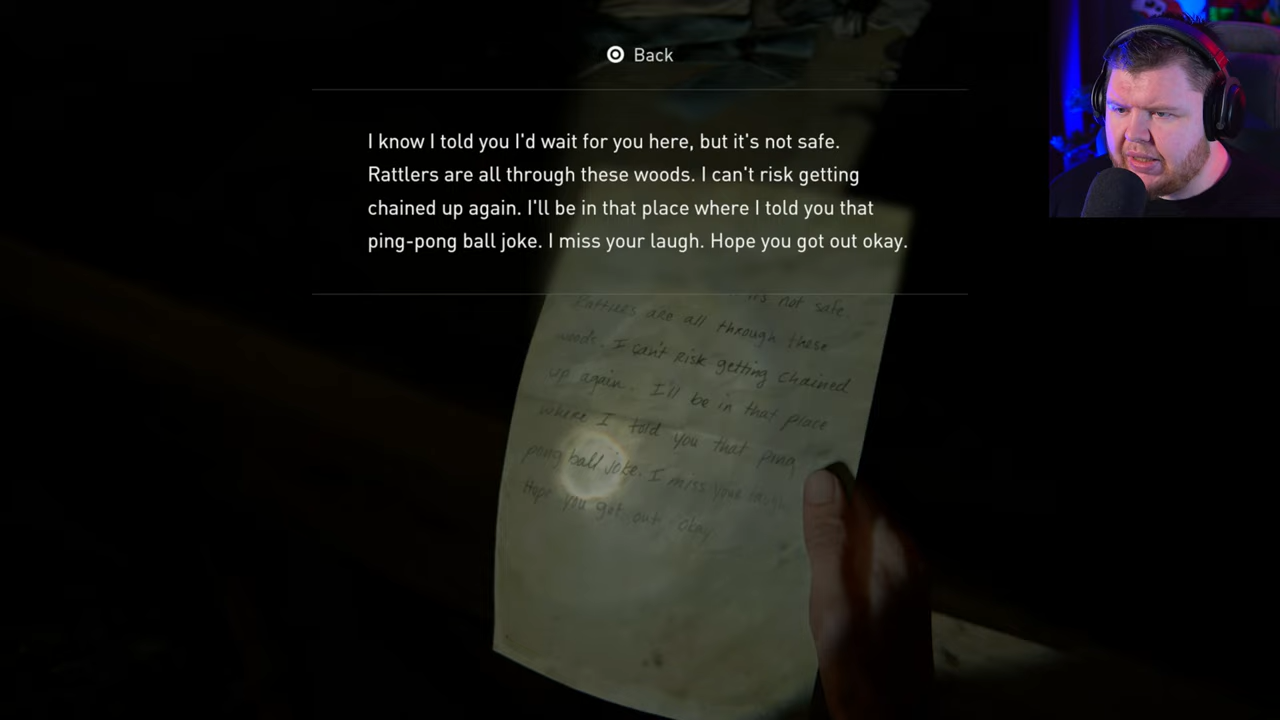 Back
I know I told you I'd wait for you here, but it's not safe.
Rattlers are all through these woods. I can't risk getting
chained up again. I'll be in that place where I told you that
ping-pong ball joke. I miss your laugh. Hope you got out okay.
it's not safe.
Rattlers are all through these
woods. I can't risk getting chained
up again. I'll be in that place
where I told you that ping
pong ball joke. I miss your laugh
Hope you got out okay